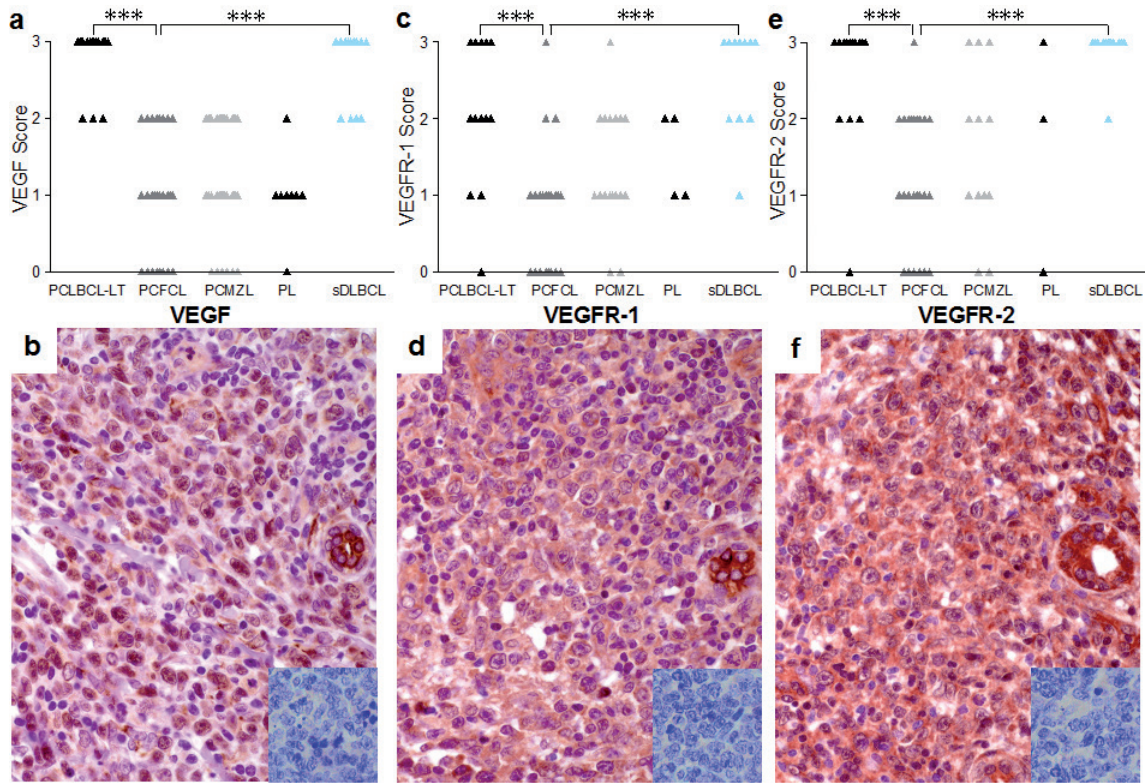 a
***
***
VEGF Score
3
2
1
0
PCLBCL-LT PCFCL PCMZL PL sDLBCL
VEGF
c
***
***
VEGFR-1 Score
3
2
1
0
PCLBCL-LT PCFCL PCMZL PL sDLBCL
VEGFR-1
e
***
***
VEGFR-2 Score
3
2
1
0
PCLBCL-LT PCFCL PCMZL PL sDLBCL
VEGFR-2
b
d
f